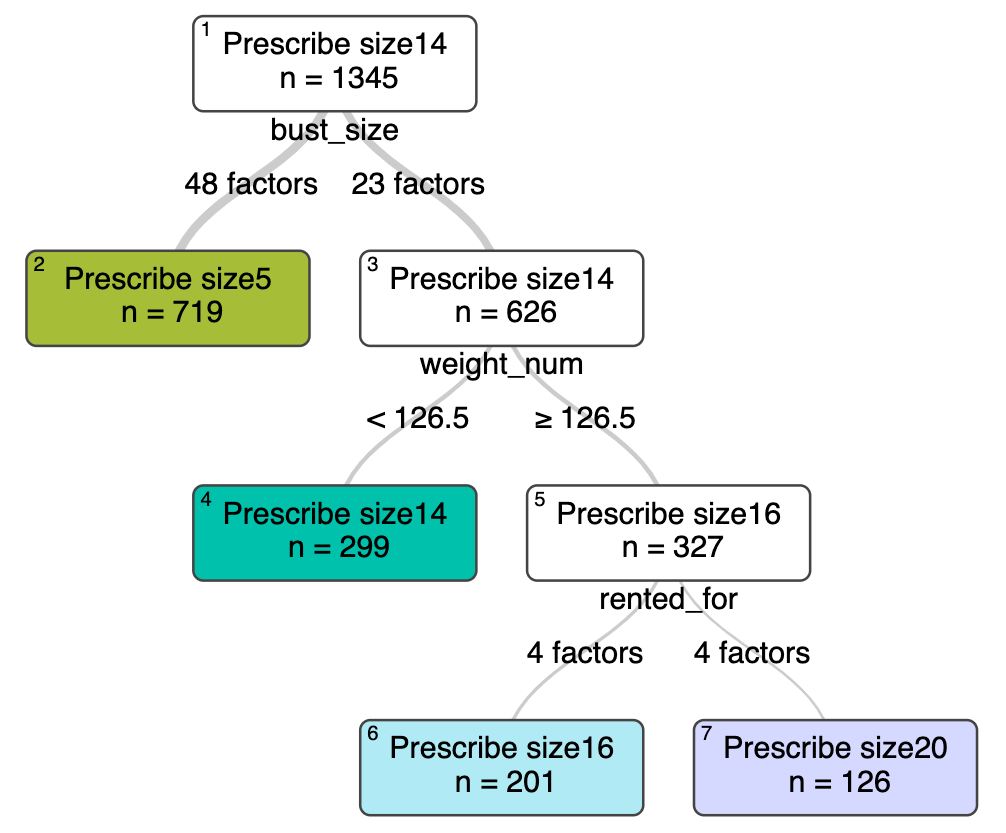 1
Prescribe size14
n = 1345
bust_size
48 factors 23 factors
2
Prescribe size5
n = 719
3
Prescribe size14
n = 626
weight_num
< 126.5 ≥ 126.5
4
Prescribe size14
n = 299
5
Prescribe size16
n = 327
rented_for
4 factors 4 factors
6
Prescribe size16
n = 201
7
Prescribe size20
n = 126